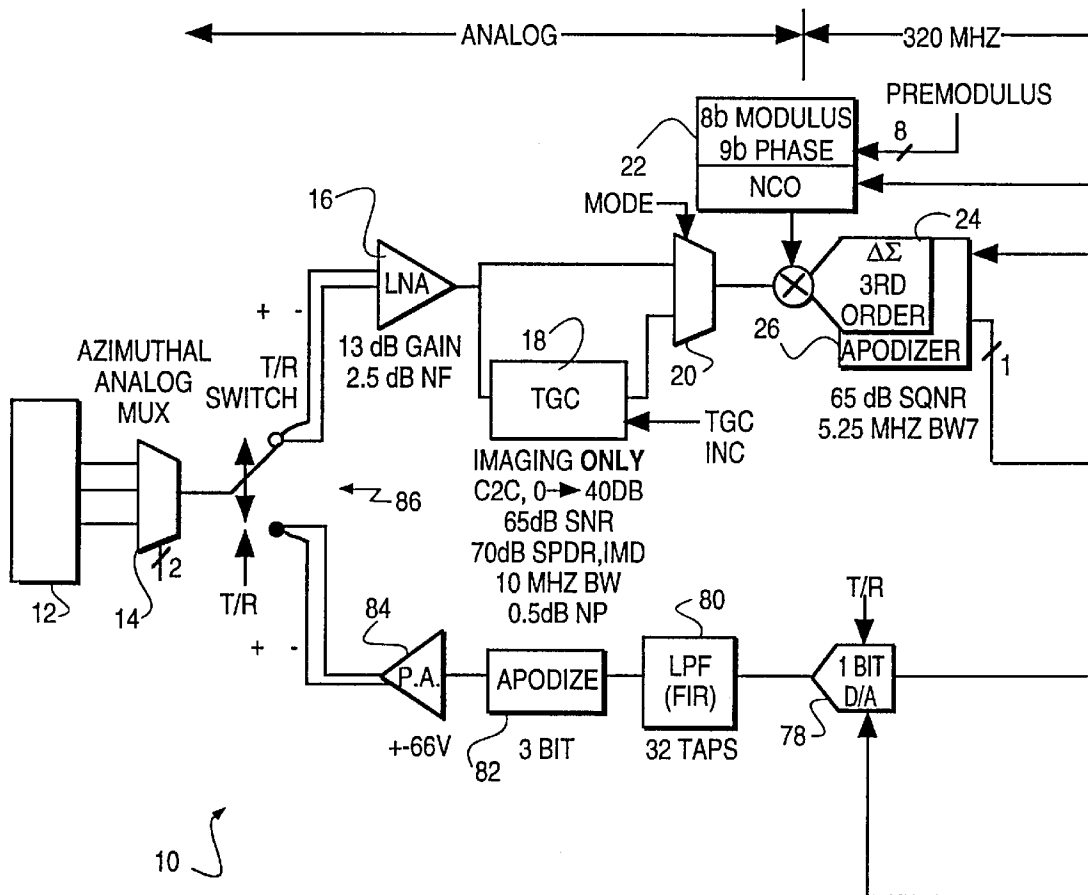 ANALOG
320 MHZ
PREMODULUS
8b MODULUS
9b PHASE
8
22
NCO
MODE
16
LNA
24
ΔΣ
3RD
ORDER
26
APODIZER
1
+ -
13 dB GAIN
2.5 dB NF
18
TGC
20
65 dB SQNR
5.25 MHZ BW7
AZIMUTHAL
ANALOG
MUX
T/R
SWITCH
TGC
INC
IMAGING ONLY
C2C, 0→40DB
65dB SNR
70dB SPDR,IMD
10 MHZ BW
0.5dB NP
86
2
12
14
T/R
+ -
84
P.A.
+-66V
APODIZE
82
3 BIT
80
LPF
(FIR)
32 TAPS
T/R
1 BIT
D/A
78
10